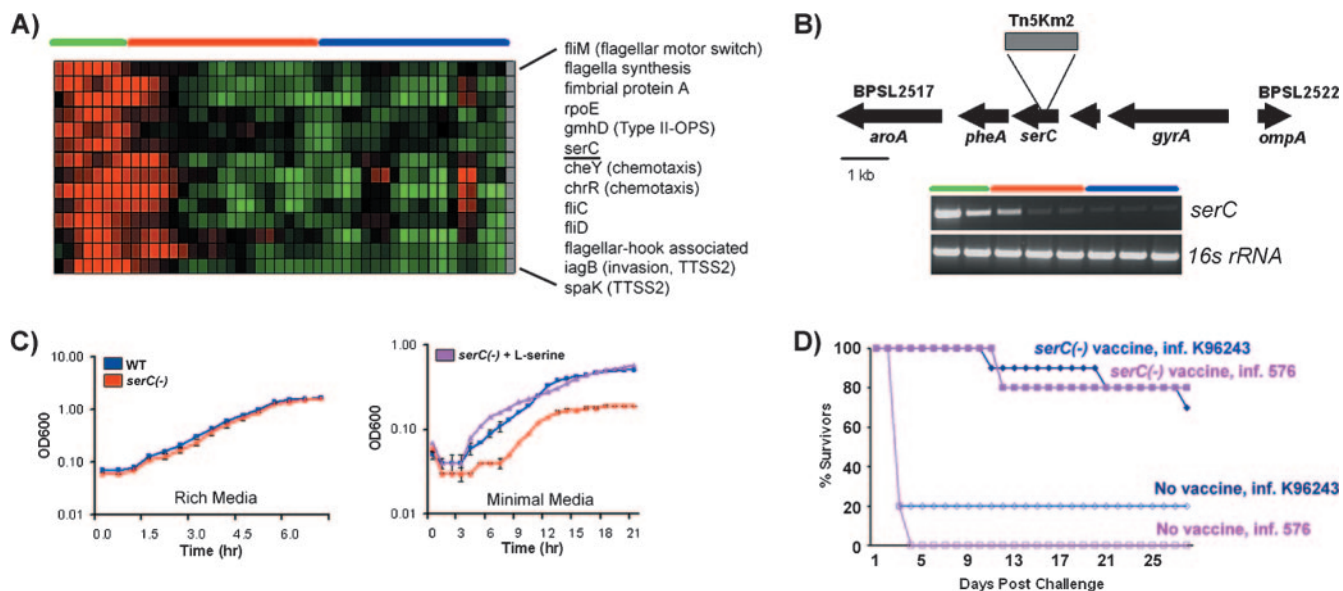 A)
fliM (flagellar motor switch)
flagella synthesis
fimbrial protein A
rpoE
gmhD (Type II-OPS)
serC
cheY (chemotaxis)
chrR (chemotaxis)
fliC
fliD
flagellar-hook associated
iagB (invasion, TTSS2)
spaK (TTSS2)
B)
Tn5Km2
BPSL2517
BPSL2522
aroA
pheA
serC
gyrA
ompA
1 kb
serC
16s rRNA
C)
WT
serC(-)
OD600
10.00
1.00
0.10
0.01
Rich Media
0.0 1.5 3.0 4.5 6.0
Time (hr)
serC(-) + L-serine
OD600
1.00
0.10
0.01
Minimal Media
0 3 6 9 12 15 18 21
Time (hr)
D)
% Survivors
100
80
60
40
20
0
serC(-) vaccine, inf. K96243
serC(-) vaccine, inf. 576
No vaccine, inf. K96243
No vaccine, inf. 576
1 5 9 13 17 21 25
Days Post Challenge